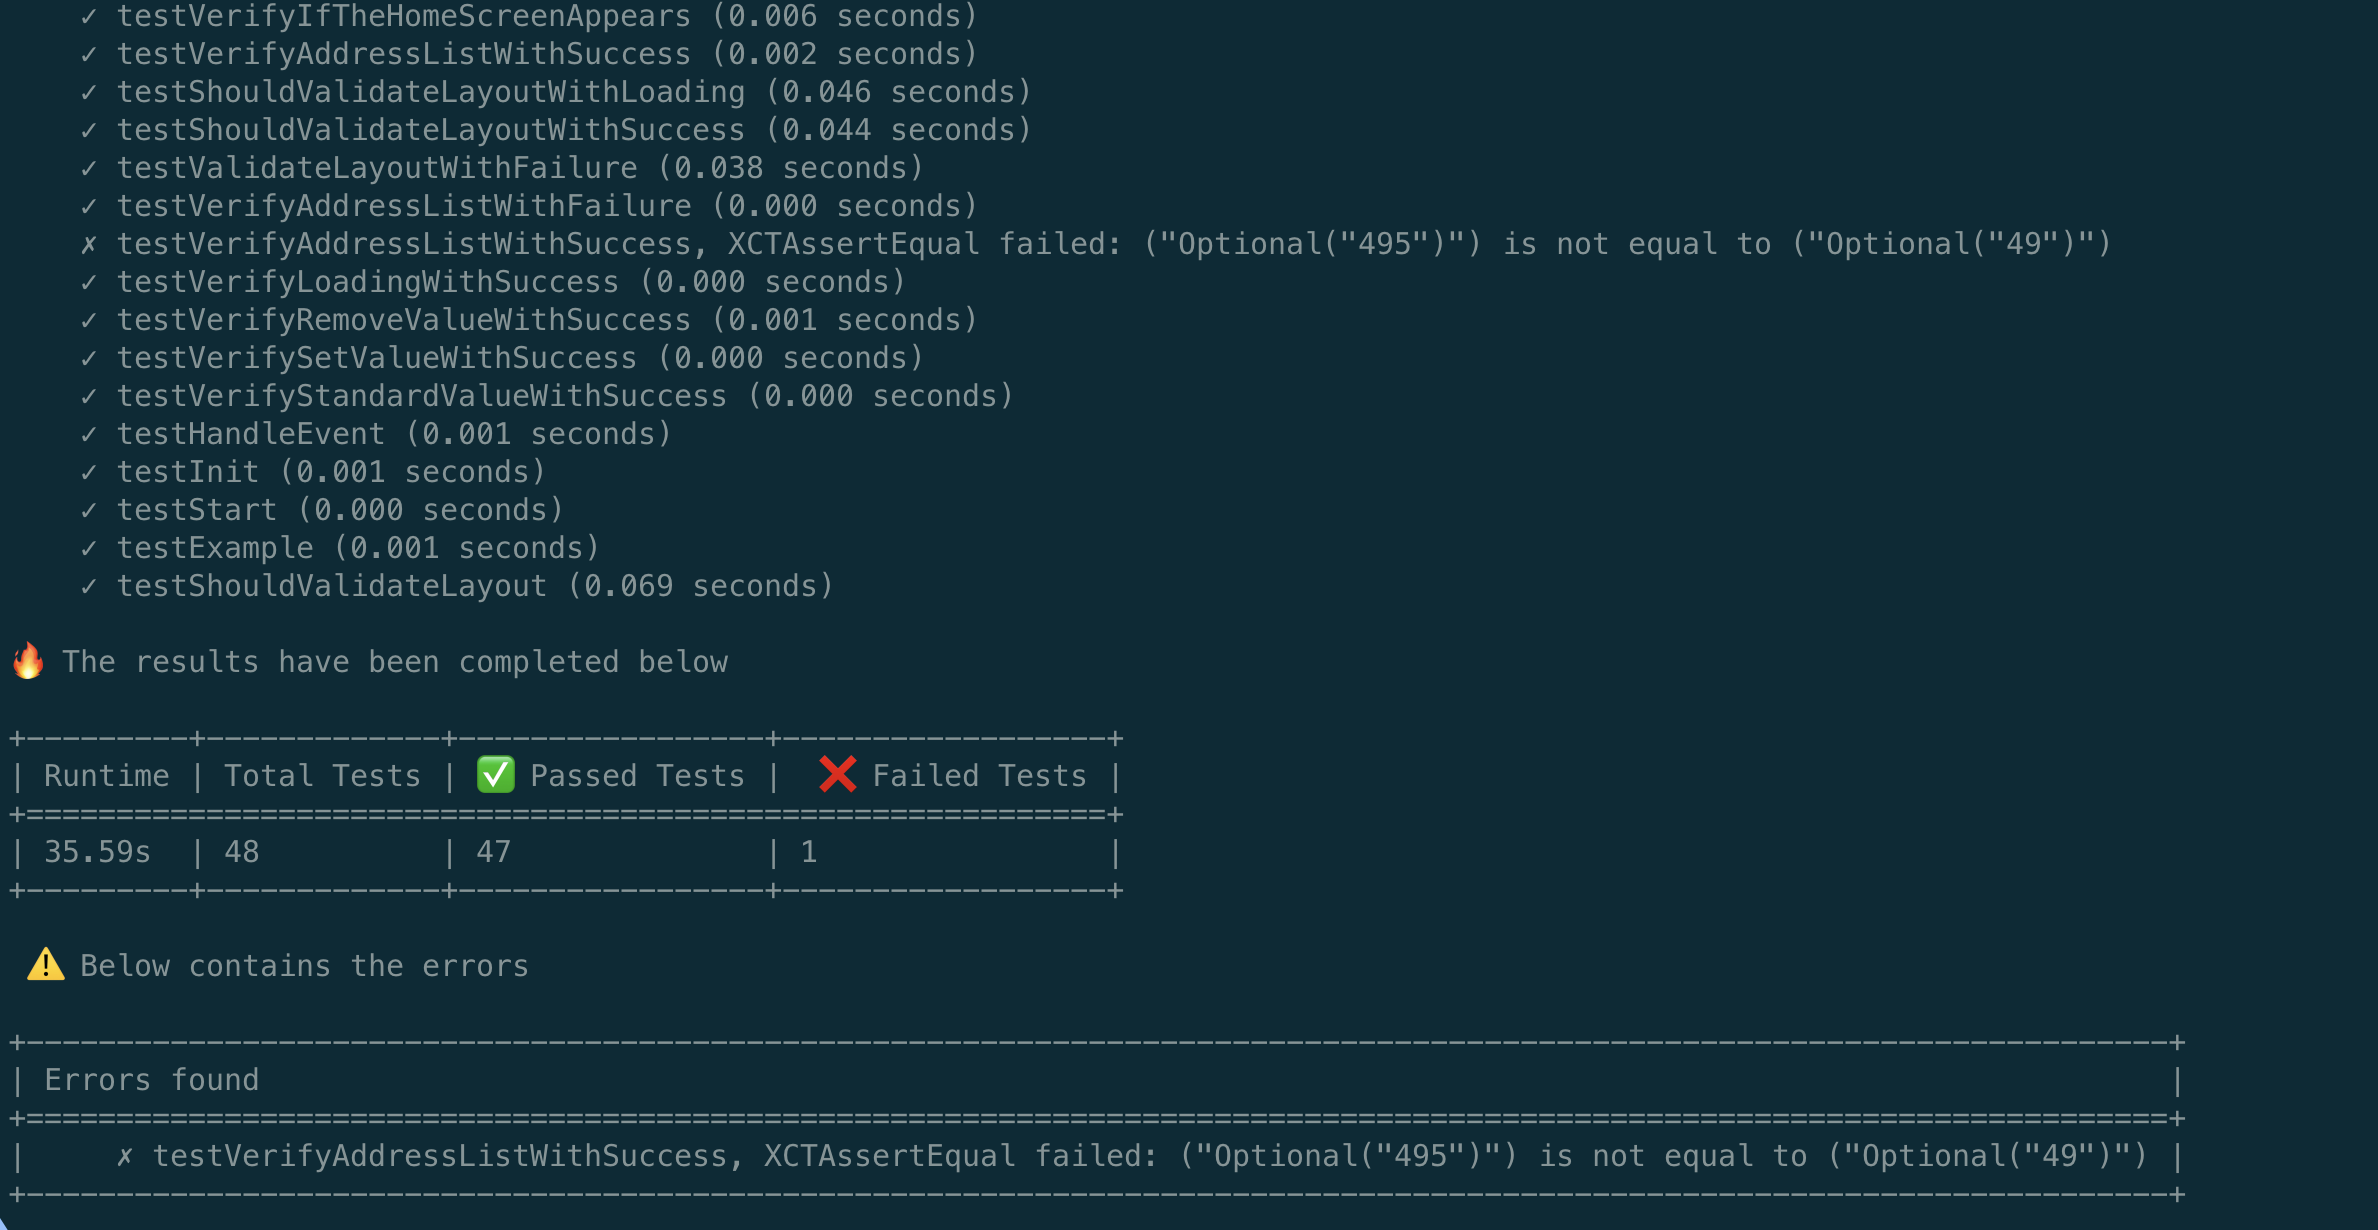 ✓ testVerifyIfTheHomeScreenAppears (0.006 seconds)
✓ testVerifyAddressListWithSuccess (0.002 seconds)
✓ testShouldValidateLayoutWithLoading (0.046 seconds)
✓ testShouldValidateLayoutWithSuccess (0.044 seconds)
✓ testValidateLayoutWithFailure (0.038 seconds)
✓ testVerifyAddressListWithFailure (0.000 seconds)
✗ testVerifyAddressListWithSuccess, XCTAssertEqual failed: ("Optional("495")") is not equal to ("Optional("49")")
✓ testVerifyLoadingWithSuccess (0.000 seconds)
✓ testVerifyRemoveValueWithSuccess (0.001 seconds)
✓ testVerifySetValueWithSuccess (0.000 seconds)
✓ testVerifyStandardValueWithSuccess (0.000 seconds)
✓ testHandleEvent (0.001 seconds)
✓ testInit (0.001 seconds)
✓ testStart (0.000 seconds)
✓ testExample (0.001 seconds)
✓ testShouldValidateLayout (0.069 seconds)
🔥 The results have been completed below
+---------+-------------+-----------------+------------------+
| Runtime | Total Tests | ✅ Passed Tests | ❌ Failed Tests |
+============================================================+
| 35.59s | 48 | 47 | 1 |
+---------+-------------+-----------------+------------------+
⚠️ Below contains the errors
+-----------------------------------------------------------------------------------------------------------------------+
| Errors found |
+=======================================================================================================================+
| ✗ testVerifyAddressListWithSuccess, XCTAssertEqual failed: ("Optional("495")") is not equal to ("Optional("49")") |
+-----------------------------------------------------------------------------------------------------------------------+